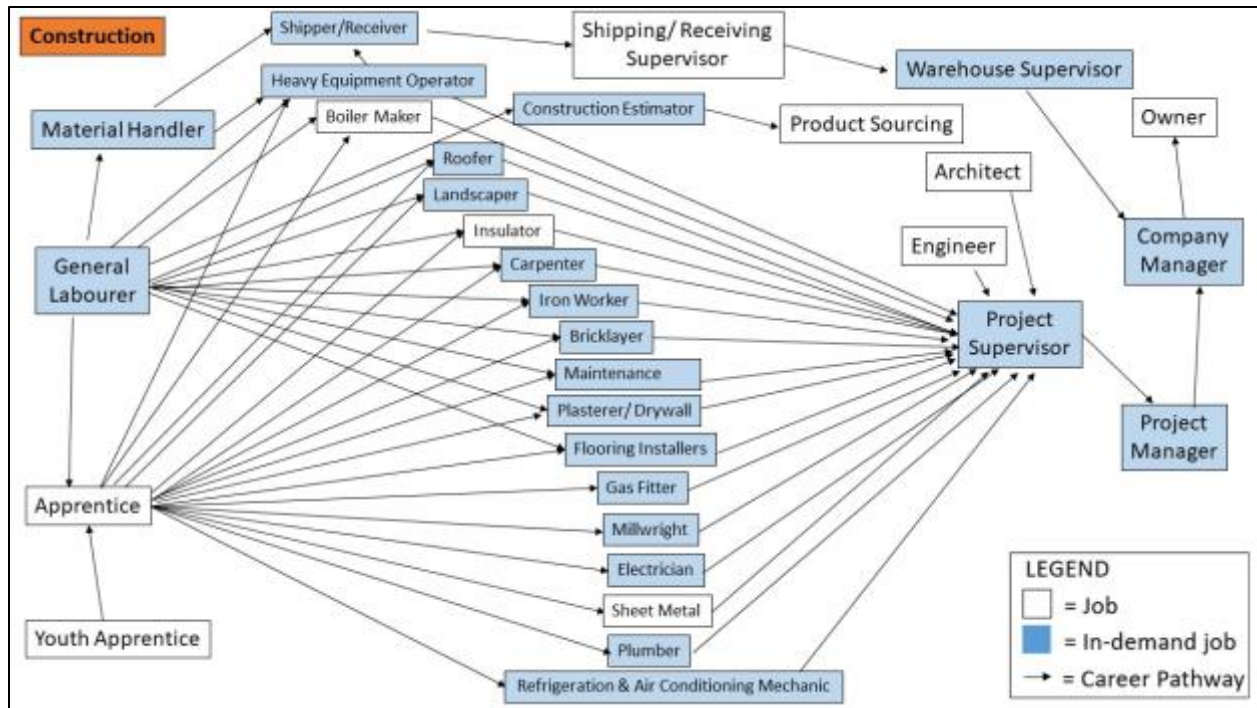 Construction
Shipper/Receiver
Shipping/ Receiving
Supervisor
Warehouse Supervisor
Heavy Equipment Operator
Construction Estimator
Boiler Maker
Product Sourcing
Owner
Material Handler
Roofer
Architect
Landscaper
Insulator
Engineer
Company
Manager
General
Labourer
Carpenter
Iron Worker
Bricklayer
Project
Supervisor
Maintenance
Plasterer/ Drywall
Project
Manager
Flooring Installers
Gas Fitter
Apprentice
Millwright
Electrician
Sheet Metal
Youth Apprentice
Plumber
Refrigeration & Air Conditioning Mechanic
LEGEND
= Job
= In-demand job
= Career Pathway